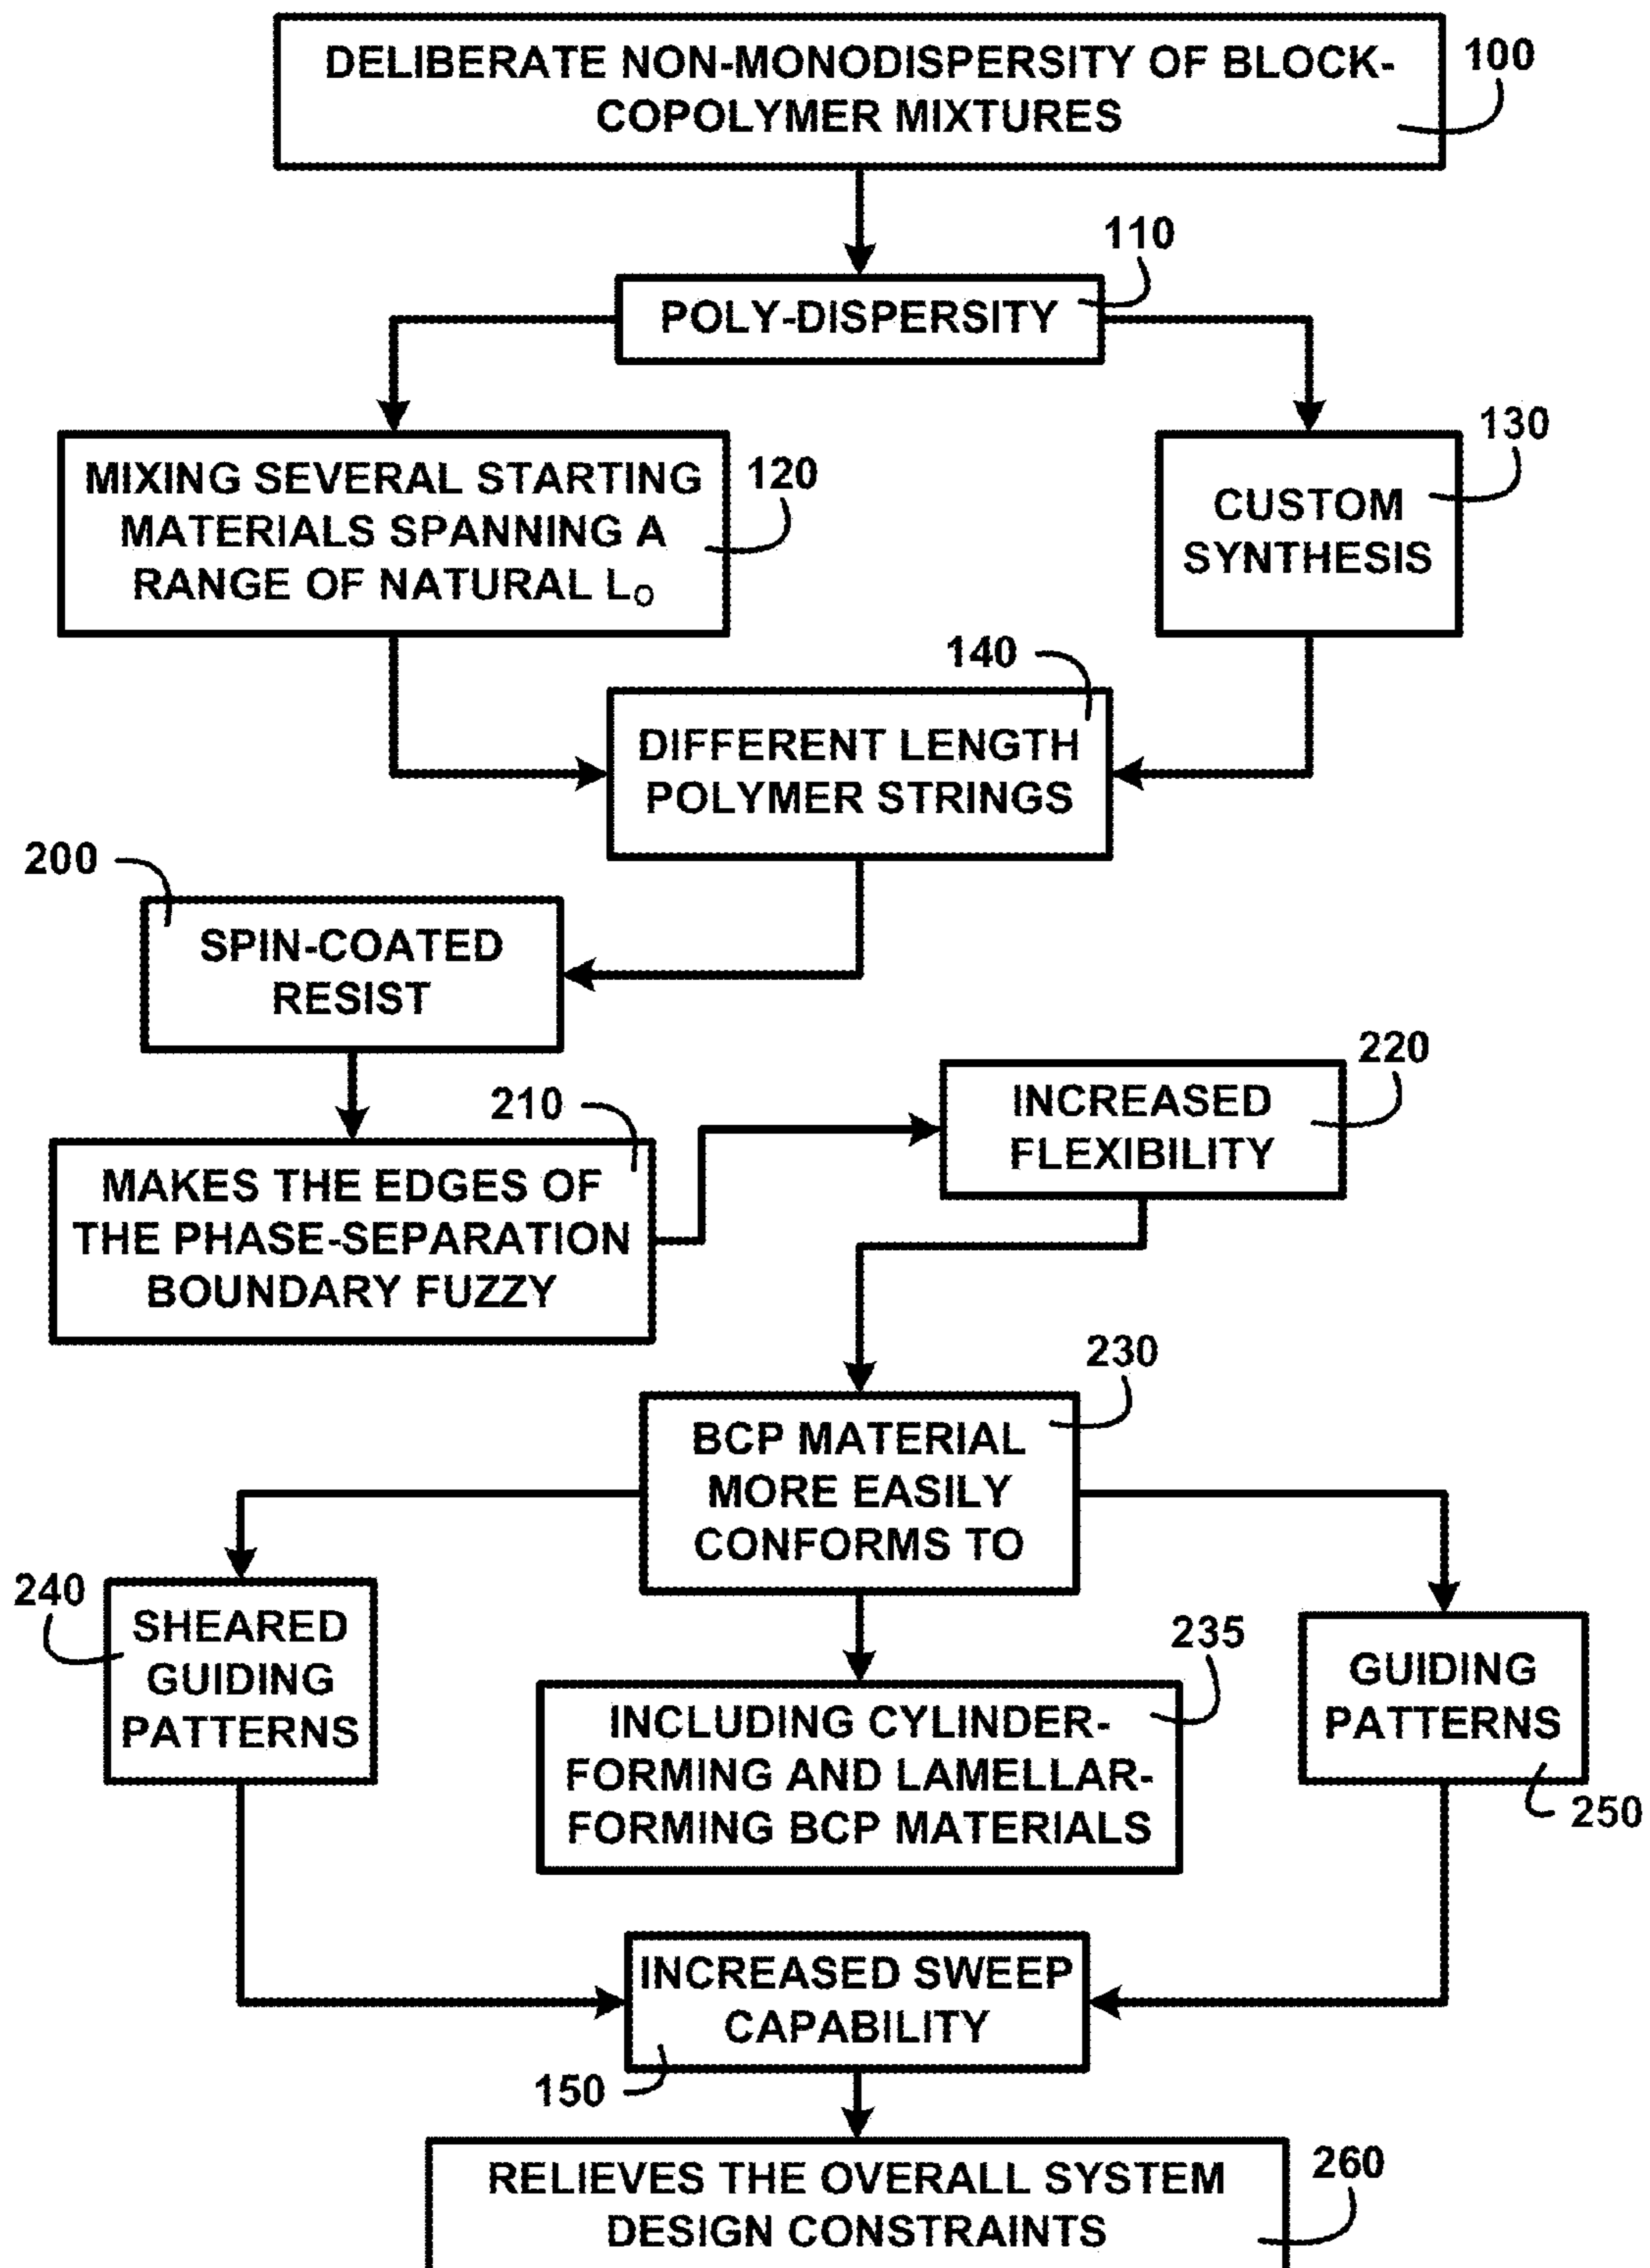 DELIBERATE NON-MONODISPERSITY OF BLOCK-
COPOLYMER MIXTURES
100
110
POLY-DISPERSITY
130
MIXING SEVERAL STARTING
MATERIALS SPANNING A
RANGE OF NATURAL LO
120
CUSTOM
SYNTHESIS
140
DIFFERENT LENGTH
POLYMER STRINGS
200
SPIN-COATED
RESIST
220
210
INCREASED
FLEXIBILITY
MAKES THE EDGES OF
THE PHASE-SEPARATION
BOUNDARY FUZZY
230
BCP MATERIAL
MORE EASILY
CONFORMS TO
240
SHEARED
GUIDING
PATTERNS
235
INCLUDING CYLINDER-
FORMING AND LAMELLAR-
FORMING BCP MATERIALS
GUIDING
PATTERNS
250
INCREASED SWEEP
CAPABILITY
150
RELIEVES THE OVERALL SYSTEM
DESIGN CONSTRAINTS
260